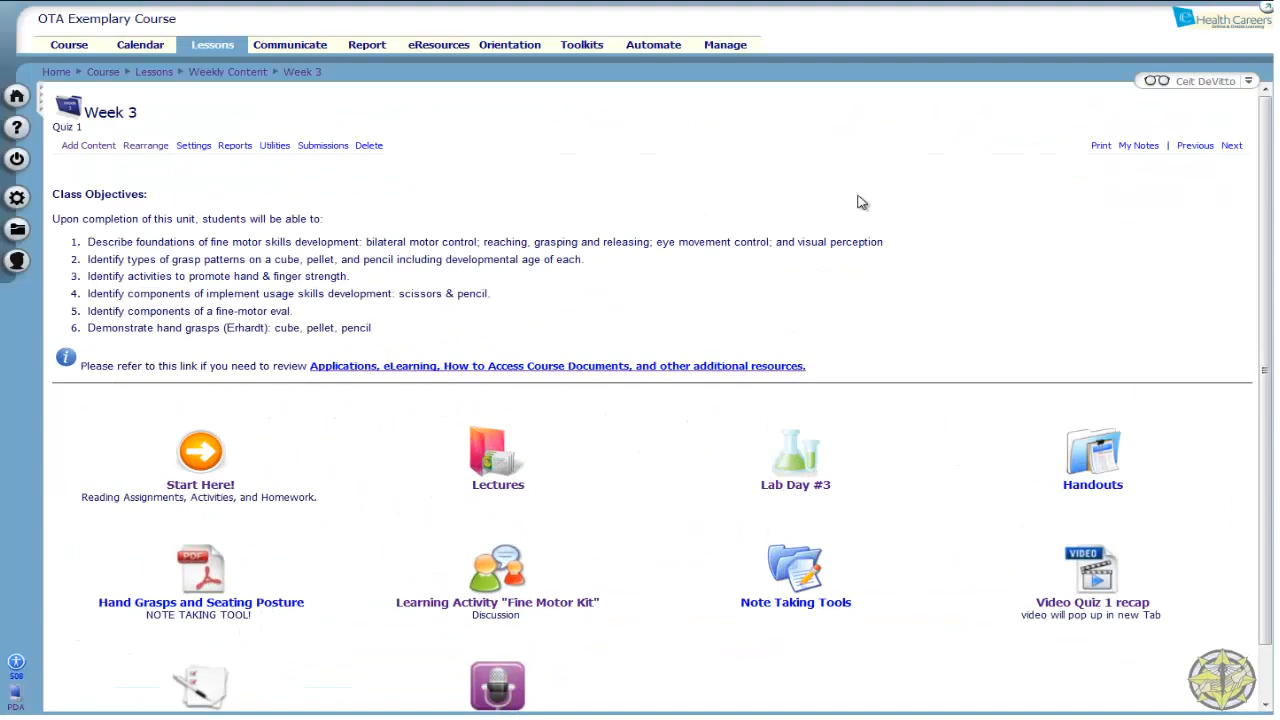 OTA Exemplary Course
e Health Careers
Course Calendar Lessons Communicate Report eResources Orientation Toolkits Automate Manage
Home Course Lessons Weekly Content Week 3
Ceit DeVitto
Week 3
Quiz 1
Add Content Rearrange Settings Reports Utilities Submissions Delete
Print My Notes | Previous Next
Class Objectives:
Upon completion of this unit, students will be able to:
1. Describe foundations of fine motor skills development: bilateral motor control; reaching, grasping and releasing; eye movement control; and visual perception
2. Identify types of grasp patterns on a cube, pellet, and pencil including developmental age of each.
3. Identify activities to promote hand & finger strength.
4. Identify components of implement usage skills development: scissors & pencil.
5. Identify components of a fine-motor eval.
6. Demonstrate hand grasps (Erhardt): cube, pellet, pencil
i Please refer to this link if you need to review Applications, eLearning, How to Access Course Documents, and other additional resources.
Start Here!
Reading Assignments, Activities, and Homework.
Lectures
Lab Day #3
Handouts
PDF
Hand Grasps and Seating Posture
NOTE TAKING TOOL!
Learning Activity "Fine Motor Kit"
Discussion
Note Taking Tools
VIDEO
Video Quiz 1 recap
video will pop up in new Tab
508
PDA